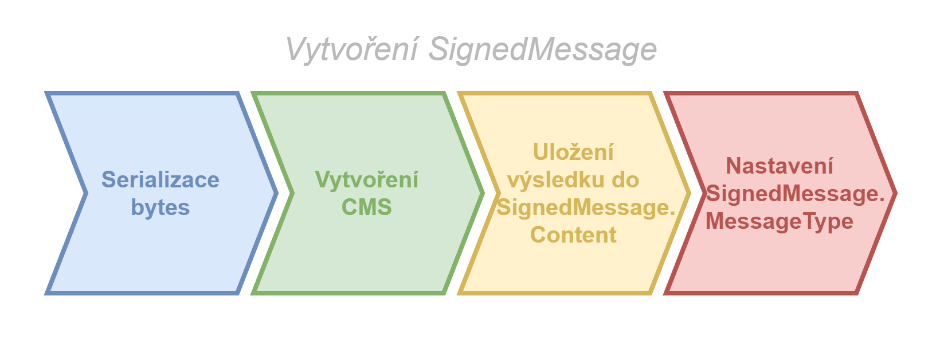 Vytvoření SignedMessage
Serializace
bytes
Vytvoření
CMS
Uložení
výsledku do
SignedMessage.
Content
Nastavení
SignedMessage.
MessageType